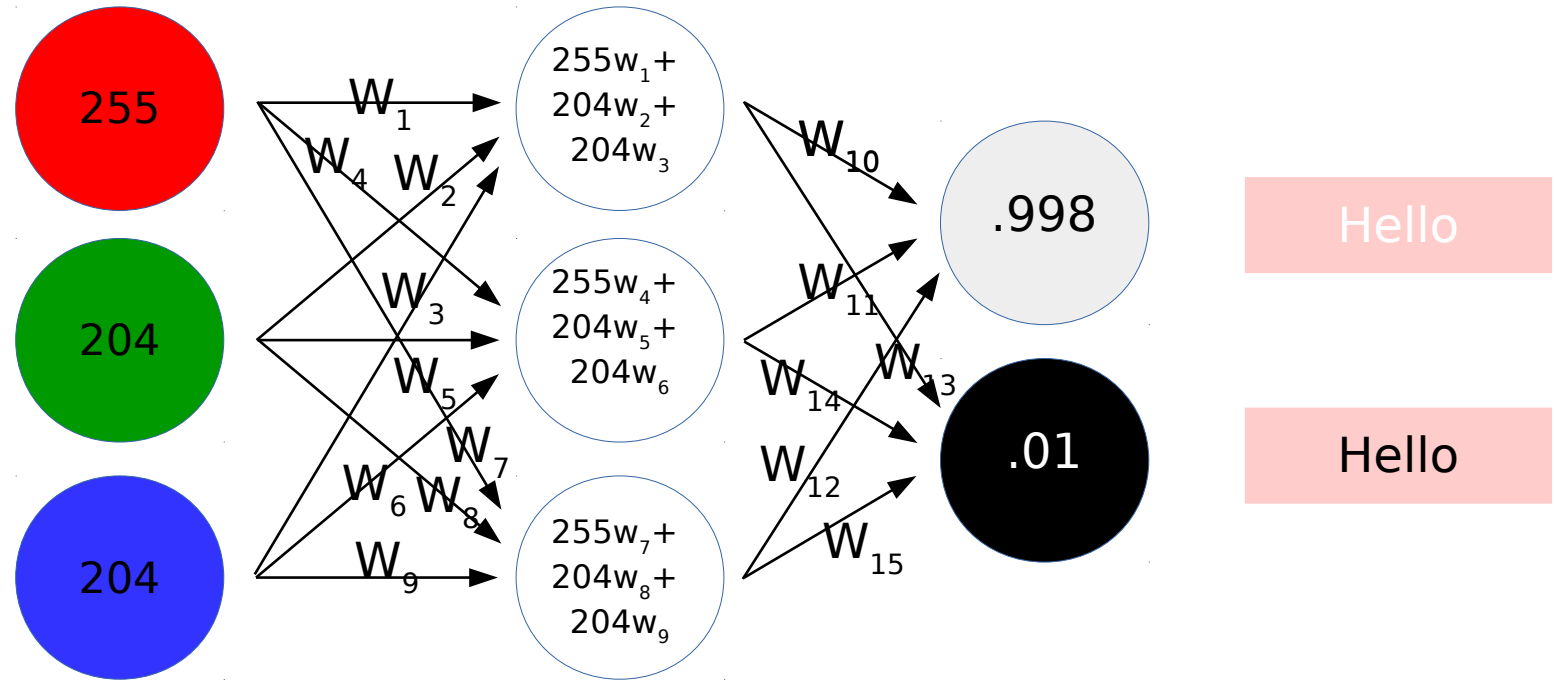 255
204
204
W₁
W₄
W₂
W₃
W₅
W₇
W₆
W₈
W₉
255w₁+
204w₂+
204w₃
255w₄+
204w₅+
204w₆
255w₇+
204w₈+
204w₉
W₁₀
W₁₁
W₁₃
W₁₄
W₁₂
W₁₅
.998
.01
Hello
Hello